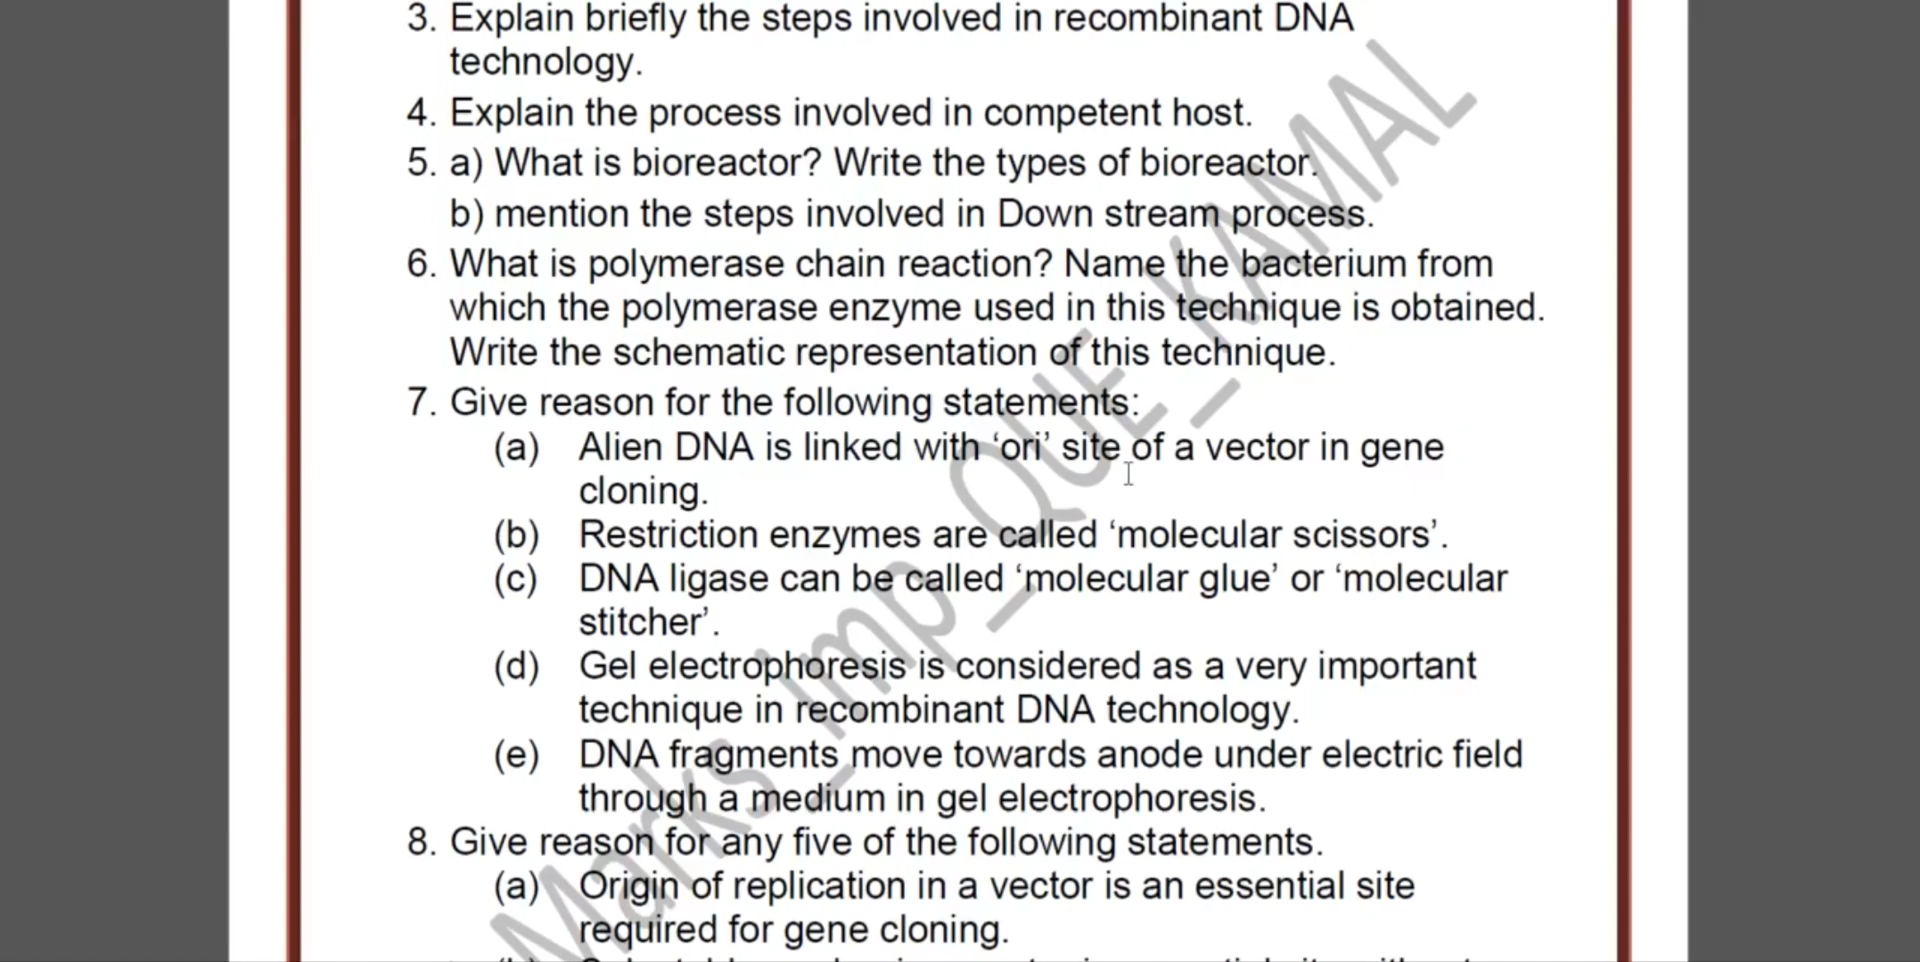 3. Explain briefly the steps involved in recombinant DNA
technology.
4. Explain the process involved in competent host.
5. a) What is bioreactor? Write the types of bioreactor.
b) mention the steps involved in Down stream process.
6. What is polymerase chain reaction? Name the bacterium from
which the polymerase enzyme used in this technique is obtained.
Write the schematic representation of this technique.
7. Give reason for the following statements:
(a) Alien DNA is linked with ‘ori’ site of a vector in gene
cloning.
(b) Restriction enzymes are called ‘molecular scissors’.
(c) DNA ligase can be called ‘molecular glue’ or ‘molecular
stitcher’.
(d) Gel electrophoresis is considered as a very important
technique in recombinant DNA technology.
(e) DNA fragments move towards anode under electric field
through a medium in gel electrophoresis.
8. Give reason for any five of the following statements.
(a) Origin of replication in a vector is an essential site
required for gene cloning.
Marks_Imp_QUE_KAMAL